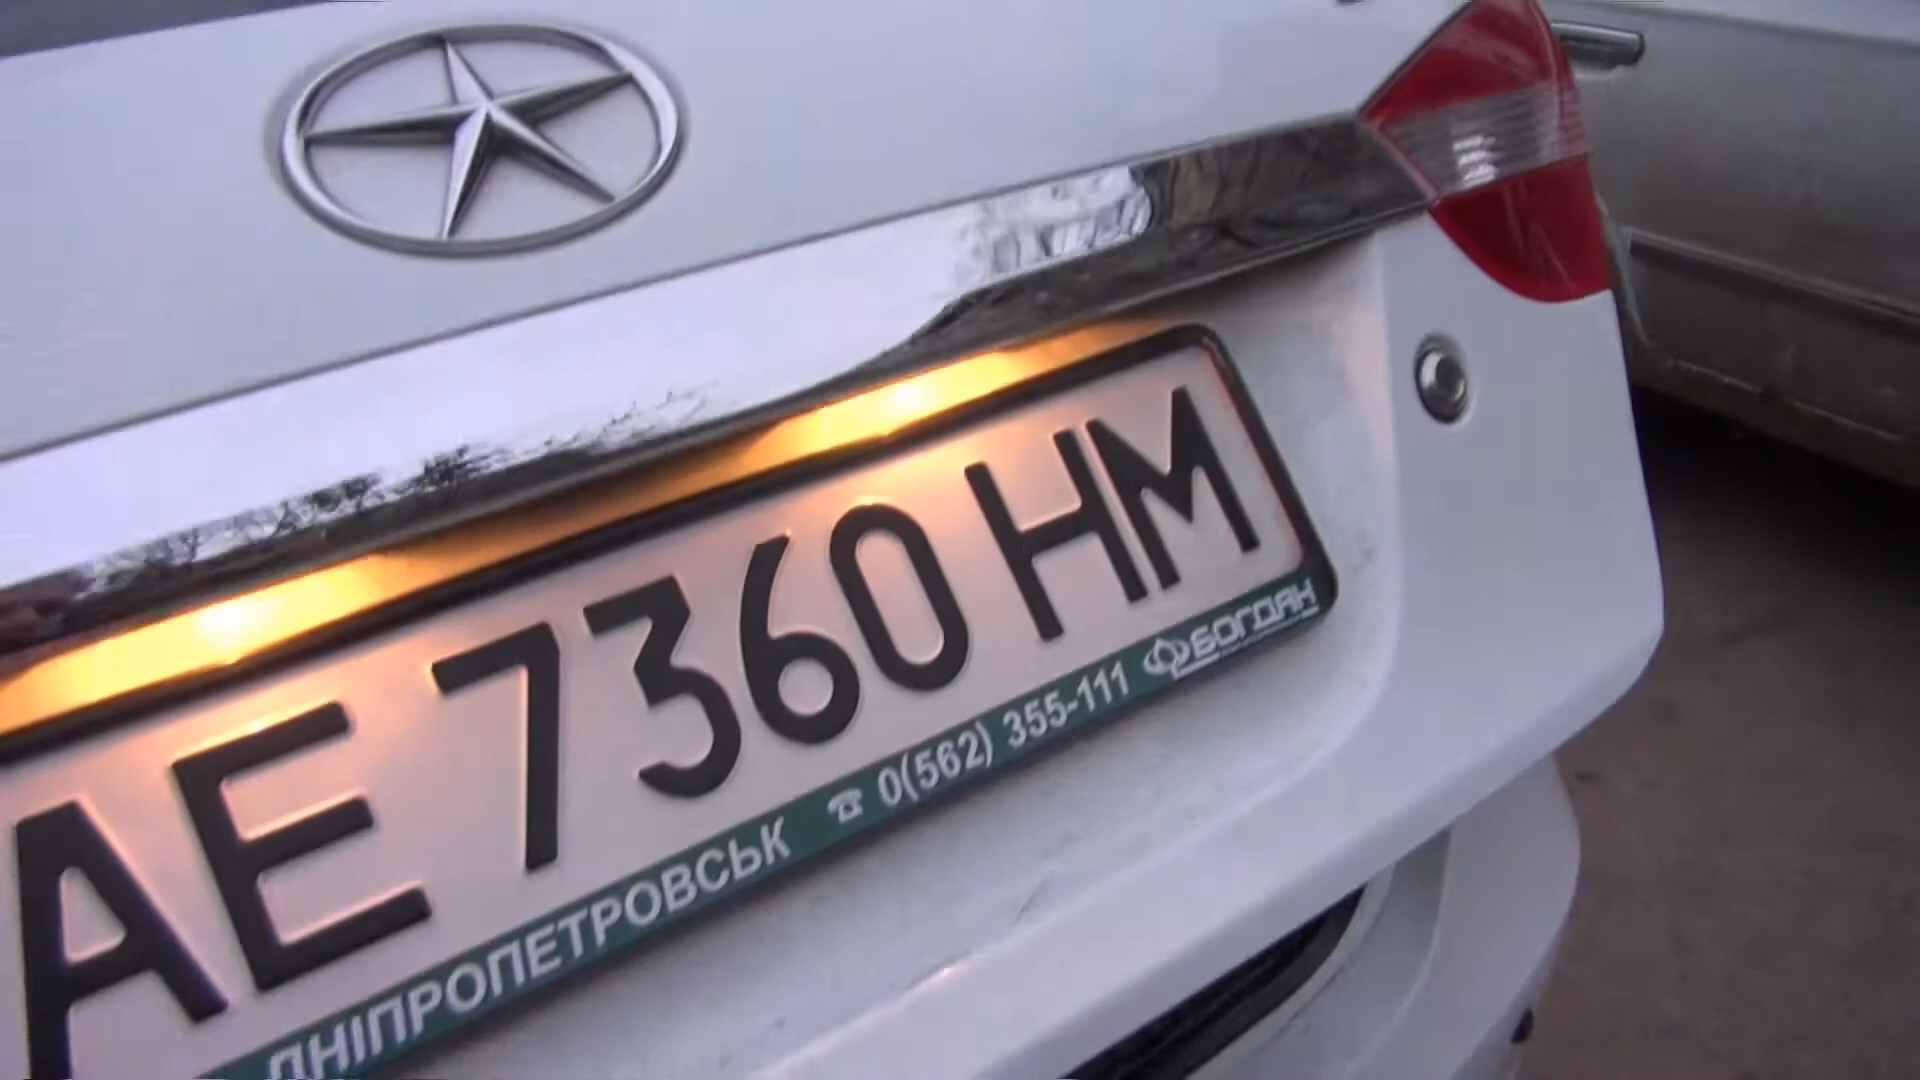 AE 7360 HM
ДНІПРОПЕТРОВСЬК ☎ 0(562) 355-111 БОГДАН